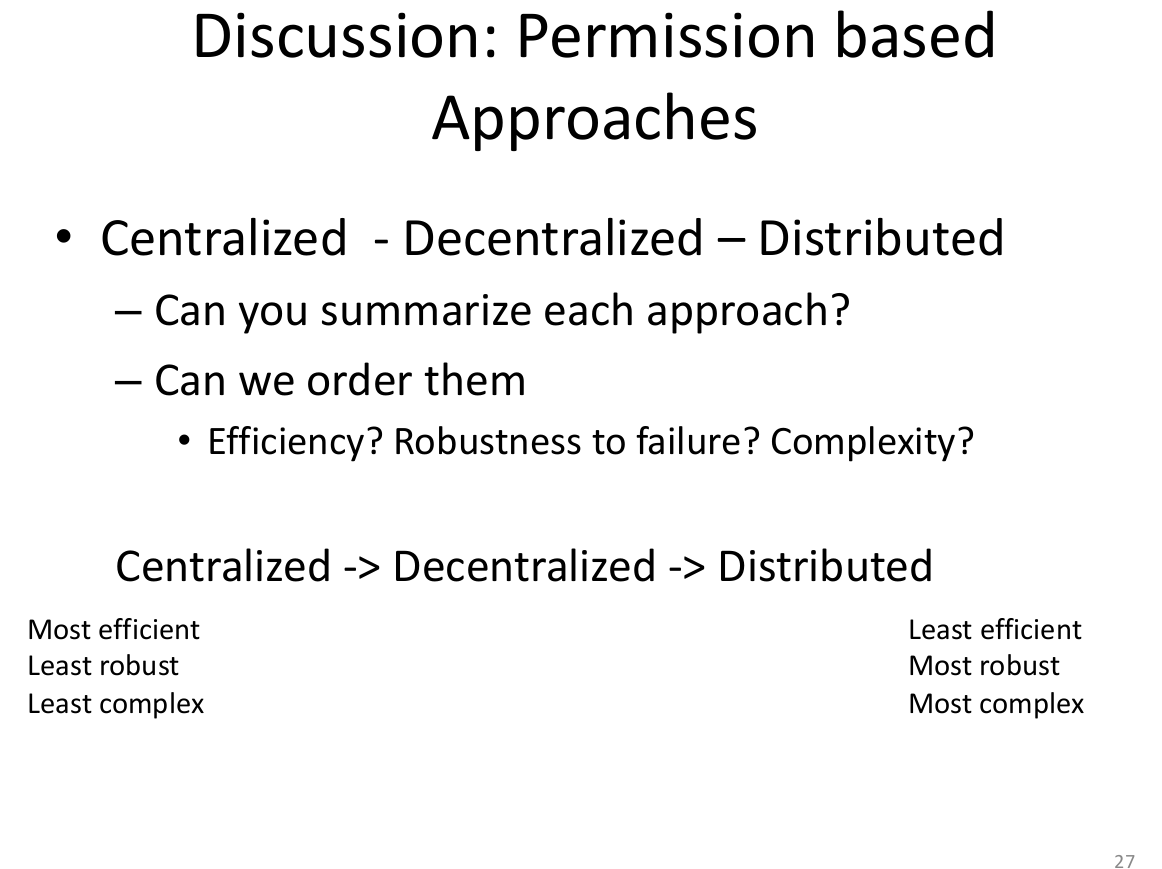 Discussion: Permission based
Approaches
• Centralized  - Decentralized – Distributed
– Can you summarize each approach?
– Can we order them
• Efficiency? Robustness to failure? Complexity?
Centralized -> Decentralized -> Distributed
Most efficient
Least robust
Least complex
Least efficient
Most robust
Most complex
27